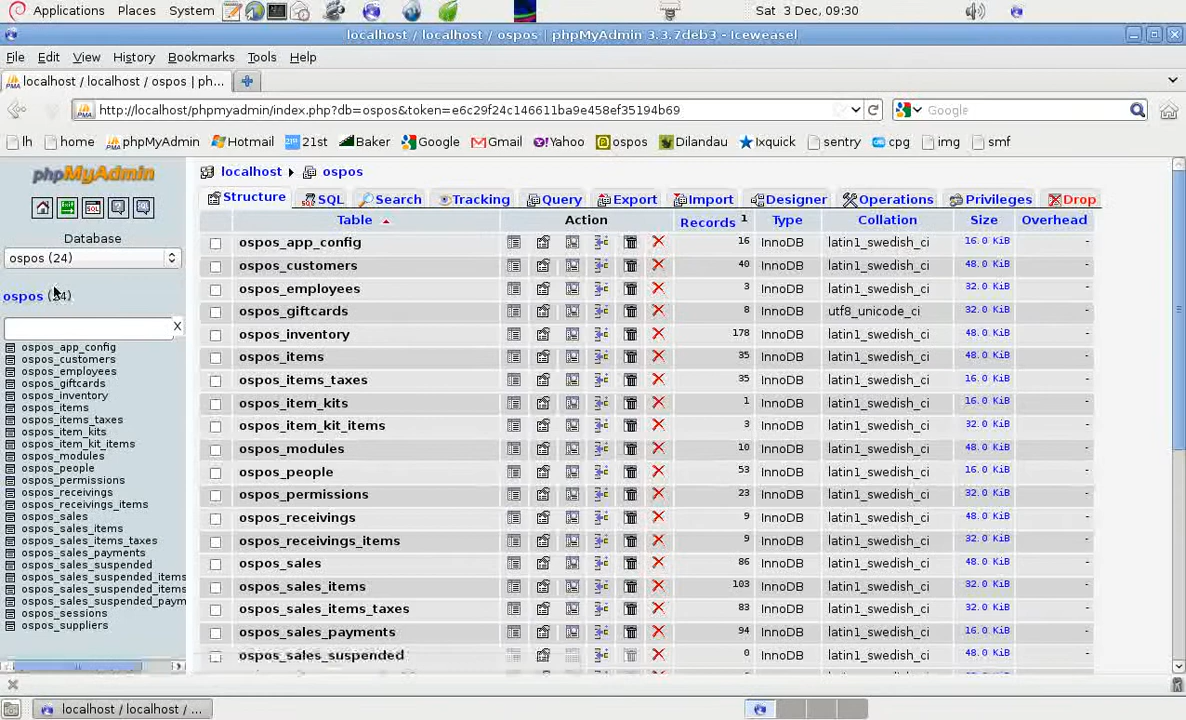 Applications Places System Sat 3 Dec, 09:30
localhost / localhost / ospos | phpMyAdmin 3.3.7deb3 - Iceweasel
File Edit View History Bookmarks Tools Help
localhost / localhost / ospos | ph...
http://localhost/phpmyadmin/index.php?db=ospos&token=e6c29f24c146611ba9e458ef35194b69 Google
lh home phpMyAdmin Hotmail 21st Baker Google Gmail Yahoo ospos Dilandau Ixquick sentry cpg img smf
phpMyAdmin
Database
ospos (24)
ospos
X
ospos_app_config
ospos_customers
ospos_employees
ospos_giftcards
ospos_inventory
ospos_items
ospos_items_taxes
ospos_item_kits
ospos_item_kit_items
ospos_modules
ospos_people
ospos_permissions
ospos_receivings
ospos_receivings_items
ospos_sales
ospos_sales_items
ospos_sales_items_taxes
ospos_sales_payments
ospos_sales_suspended
ospos_sales_suspended_items
ospos_sales_suspended_items
ospos_sales_suspended_paym
ospos_sessions
ospos_suppliers
localhost ospos
Structure SQL Search Tracking Query Export Import Designer Operations Privileges Drop
Table Action Records 1 Type Collation Size Overhead
ospos_app_config 16 InnoDB latin1_swedish_ci 16.0 KiB -
ospos_customers 40 InnoDB latin1_swedish_ci 48.0 KiB -
ospos_employees 3 InnoDB latin1_swedish_ci 32.0 KiB -
ospos_giftcards 8 InnoDB utf8_unicode_ci 32.0 KiB -
ospos_inventory 178 InnoDB latin1_swedish_ci 48.0 KiB -
ospos_items 35 InnoDB latin1_swedish_ci 48.0 KiB -
ospos_items_taxes 35 InnoDB latin1_swedish_ci 16.0 KiB -
ospos_item_kits 1 InnoDB latin1_swedish_ci 16.0 KiB -
ospos_item_kit_items 3 InnoDB latin1_swedish_ci 32.0 KiB -
ospos_modules 10 InnoDB latin1_swedish_ci 48.0 KiB -
ospos_people 53 InnoDB latin1_swedish_ci 16.0 KiB -
ospos_permissions 23 InnoDB latin1_swedish_ci 32.0 KiB -
ospos_receivings 9 InnoDB latin1_swedish_ci 48.0 KiB -
ospos_receivings_items 9 InnoDB latin1_swedish_ci 32.0 KiB -
ospos_sales 86 InnoDB latin1_swedish_ci 48.0 KiB -
ospos_sales_items 103 InnoDB latin1_swedish_ci 32.0 KiB -
ospos_sales_items_taxes 83 InnoDB latin1_swedish_ci 32.0 KiB -
ospos_sales_payments 94 InnoDB latin1_swedish_ci 16.0 KiB -
ospos_sales_suspended 0 InnoDB latin1_swedish_ci 48.0 KiB -
localhost / localhost / ...